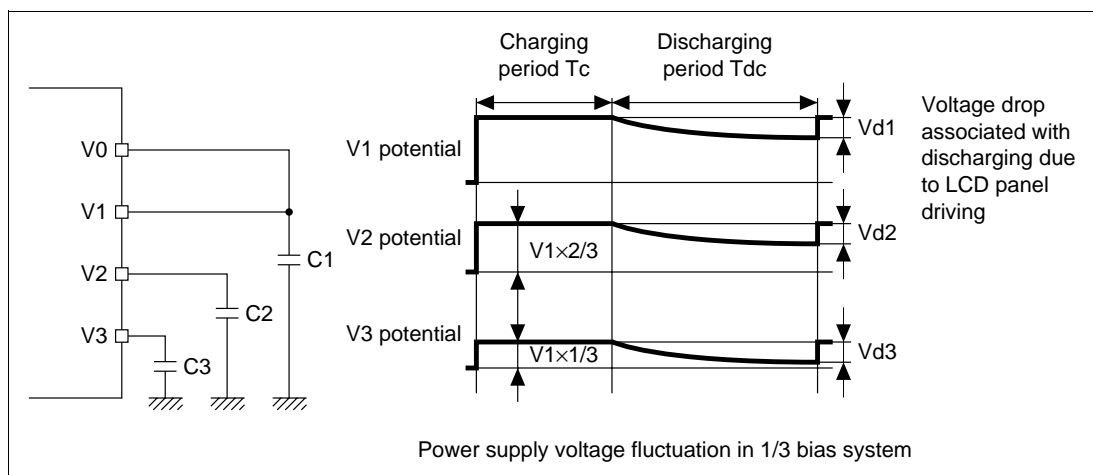 V0
V1
V2
V3
C1
C2
C3
Charging
period Tc
Discharging
period Tdc
V1 potential
V2 potential
V3 potential
V1×2/3
V1×1/3
Vd1
Vd2
Vd3
Voltage drop
associated with
discharging due
to LCD panel
driving
Power supply voltage fluctuation in 1/3 bias system